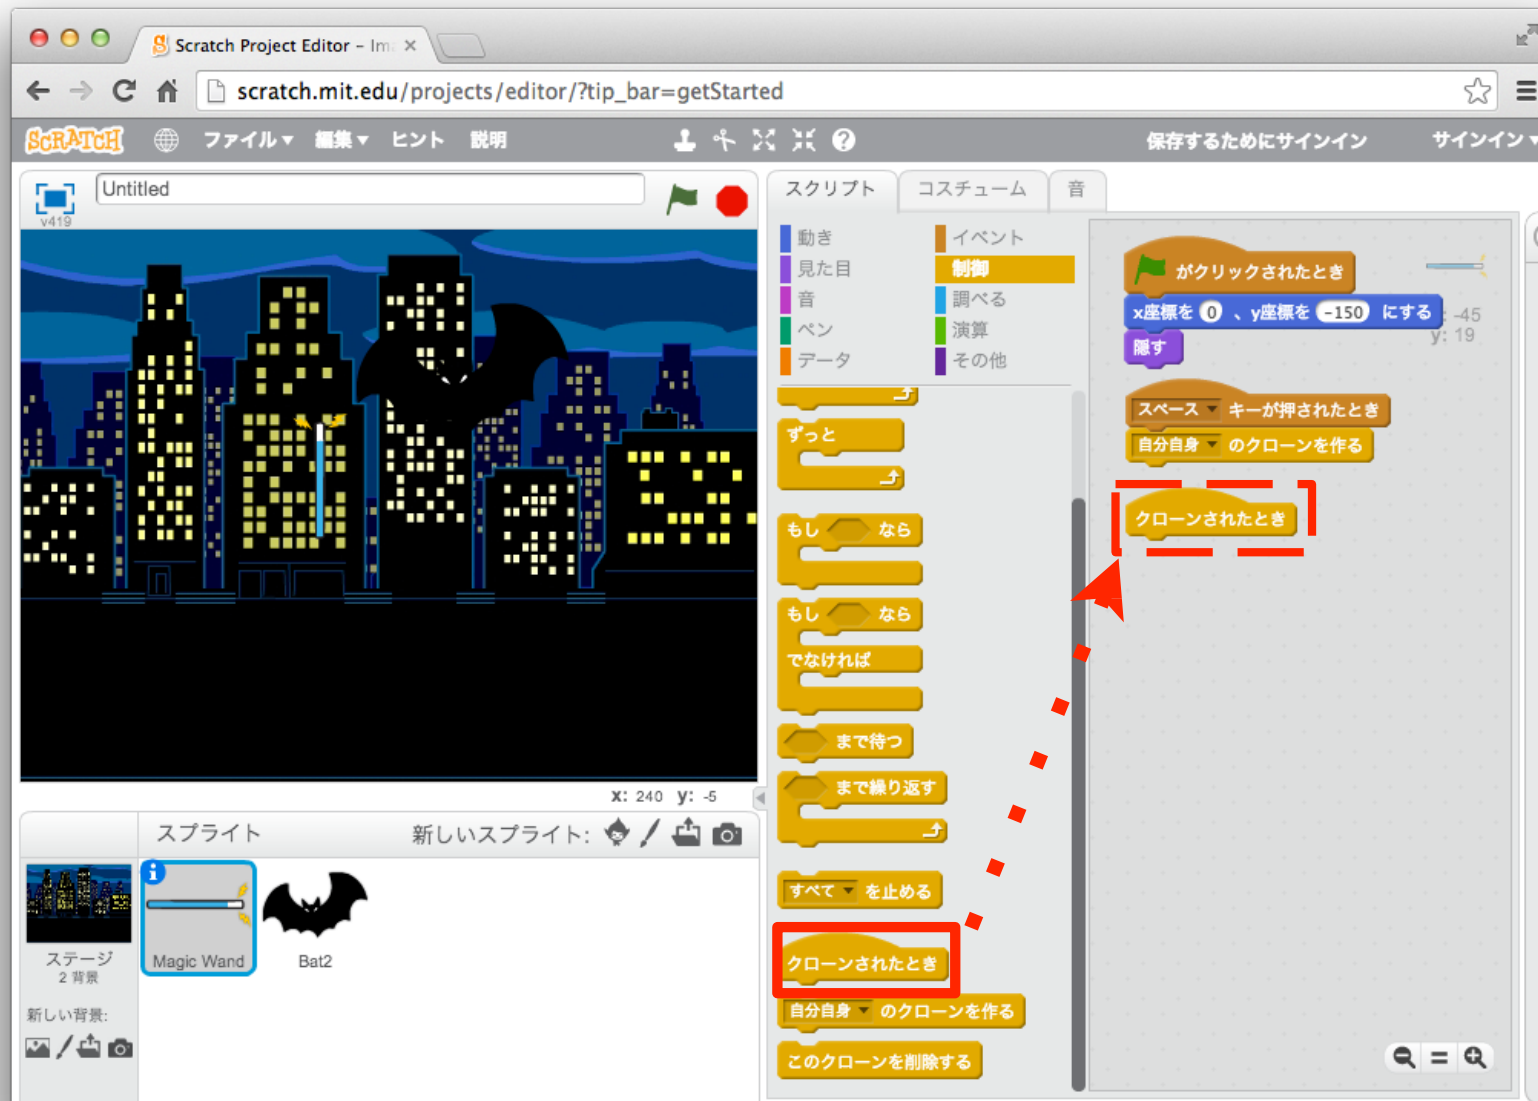 Scratch Project Editor – Im
scratch.mit.edu/projects/editor/?tip_bar=getStarted
SCRATCH
ファイル
編集
ヒント
説明
保存するためにサインイン
サインイン
v419
Untitled
X: 240 y: -5
スプライト
新しいスプライト:
ステージ
2 背景
新しい背景:
Magic Wand
Bat2
スクリプト
コスチューム
音
動き
イベント
見た目
制御
音
調べる
ペン
演算
データ
その他
ずっと
もし なら
もし なら
でなければ
まで待つ
まで繰り返す
すべて を止める
クローンされたとき
自分自身 のクローンを作る
このクローンを削除する
がクリックされたとき
x座標を 0 、y座標を -150 にする
隠す
: -45
y: 19
スペース キーが押されたとき
自分自身 のクローンを作る
クローンされたとき